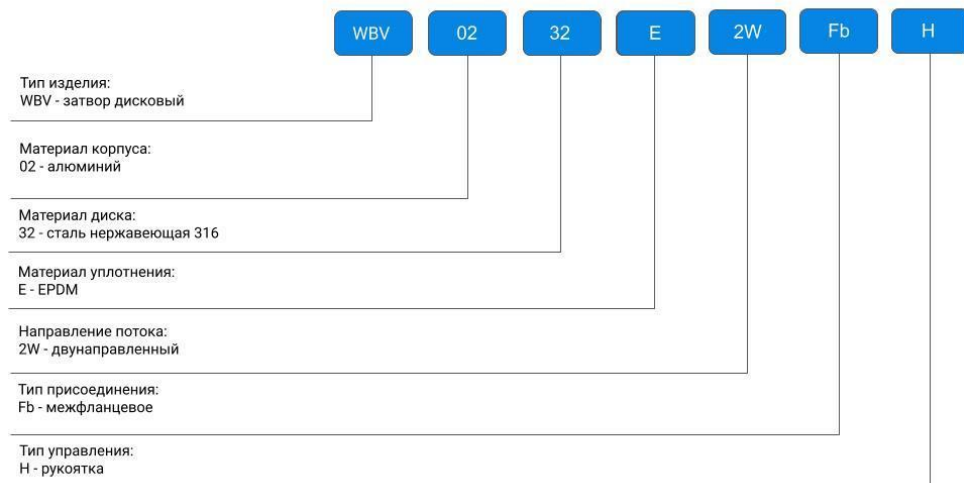 WBV 02 32 E 2W Fb H
Тип изделия:
WBV - затвор дисковый
Материал корпуса:
02 - алюминий
Материал диска:
32 - сталь нержавеющая 316
Материал уплотнения:
E - EPDM
Направление потока:
2W - двунаправленный
Тип присоединения:
Fb - межфланцевое
Тип управления:
H - рукоятка